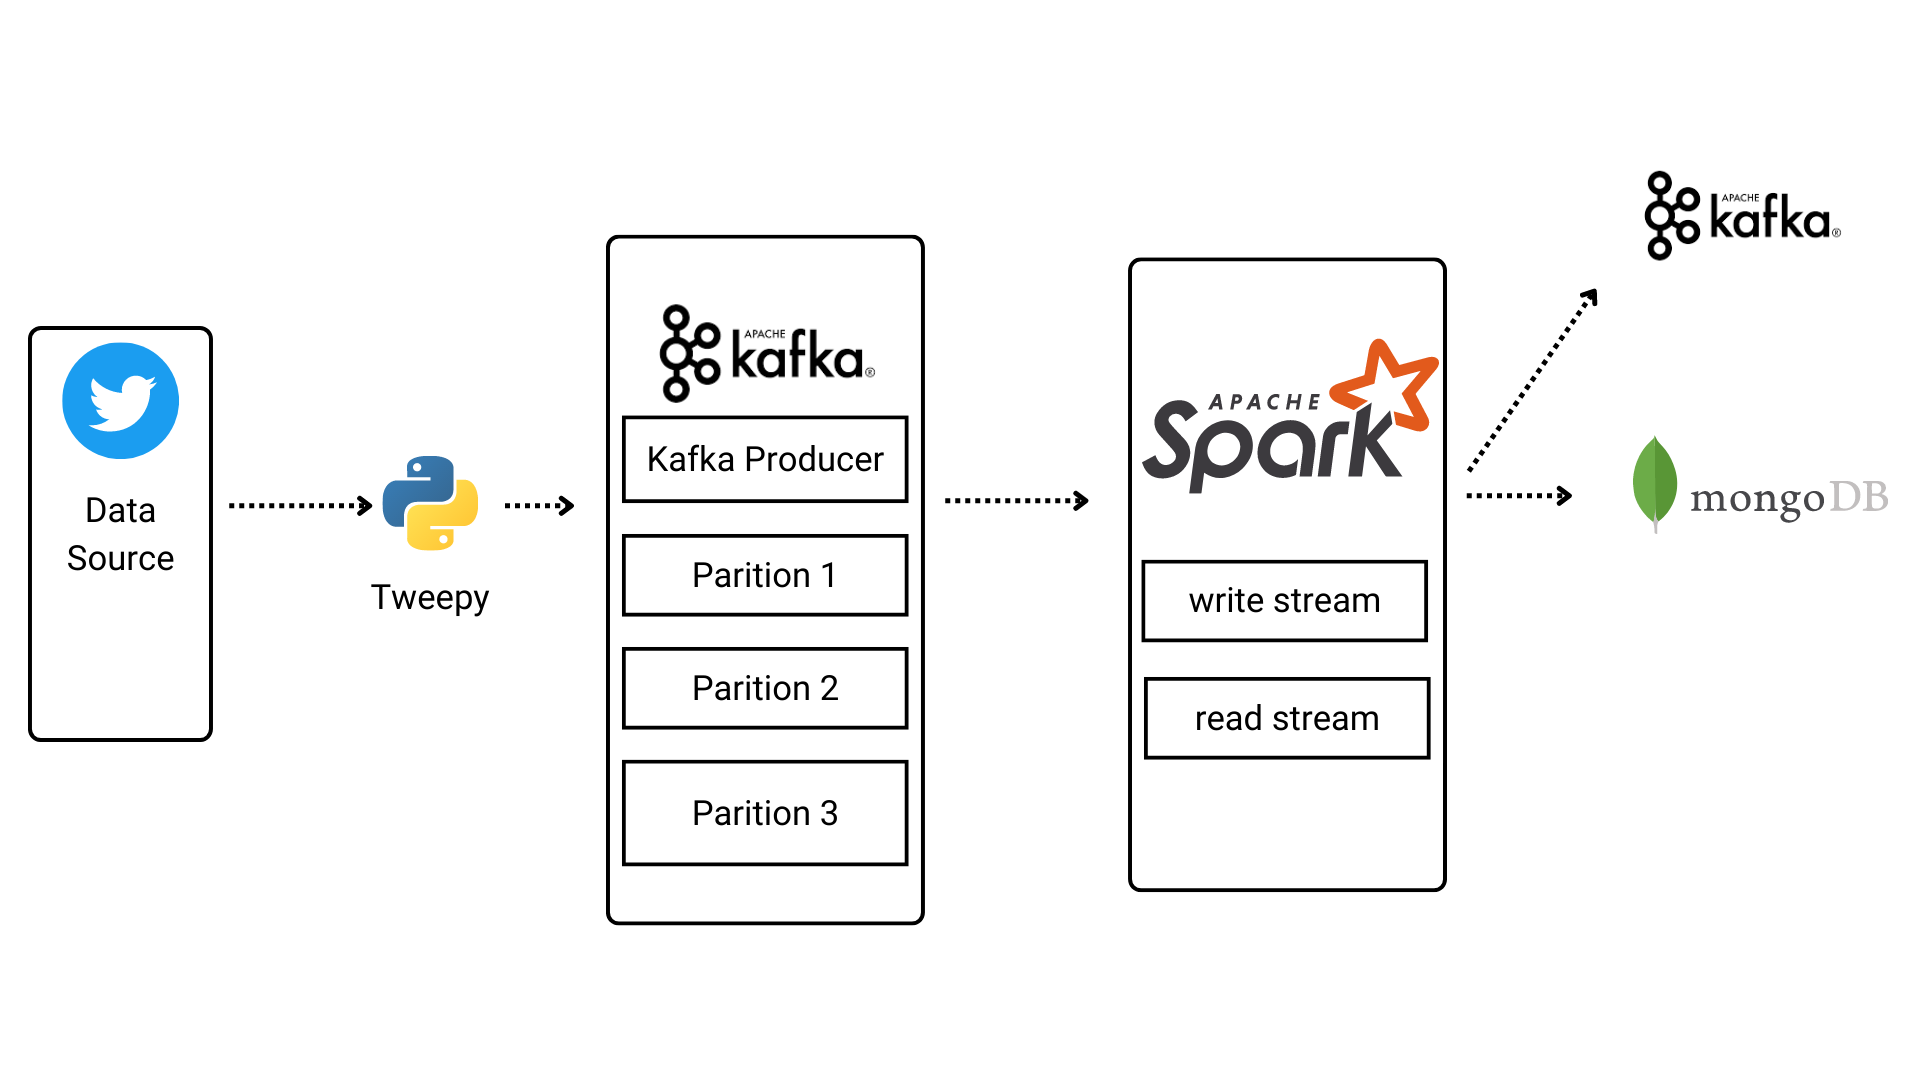 Data
Source
Tweepy
APACHE
kafka®
Kafka Producer
Parition 1
Parition 2
Parition 3
APACHE
Spark
write stream
read stream
APACHE
kafka®
mongoDB